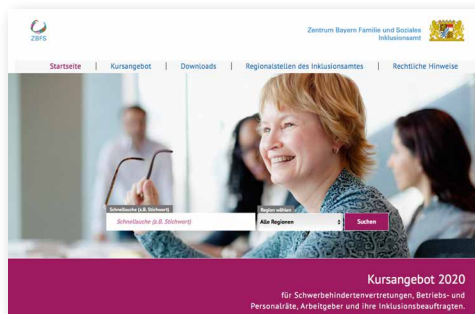 ZBFS
Zentrum Bayern Familie und Soziales
Inklusionsamt
Startseite | Kursangebot | Downloads | Regionalstellen des Inklusionsamtes | Rechtliche Hinweise
Schnellsuche (z.B. Stichwort)
Region wählen
Schnellsuche (z.B. Stichwort)
Alle Regionen
Suchen
Kursangebot 2020
für Schwerbehindertenvertretungen, Betriebs- und
Personalräte, Arbeitgeber und ihre Inklusionsbeauftragten.